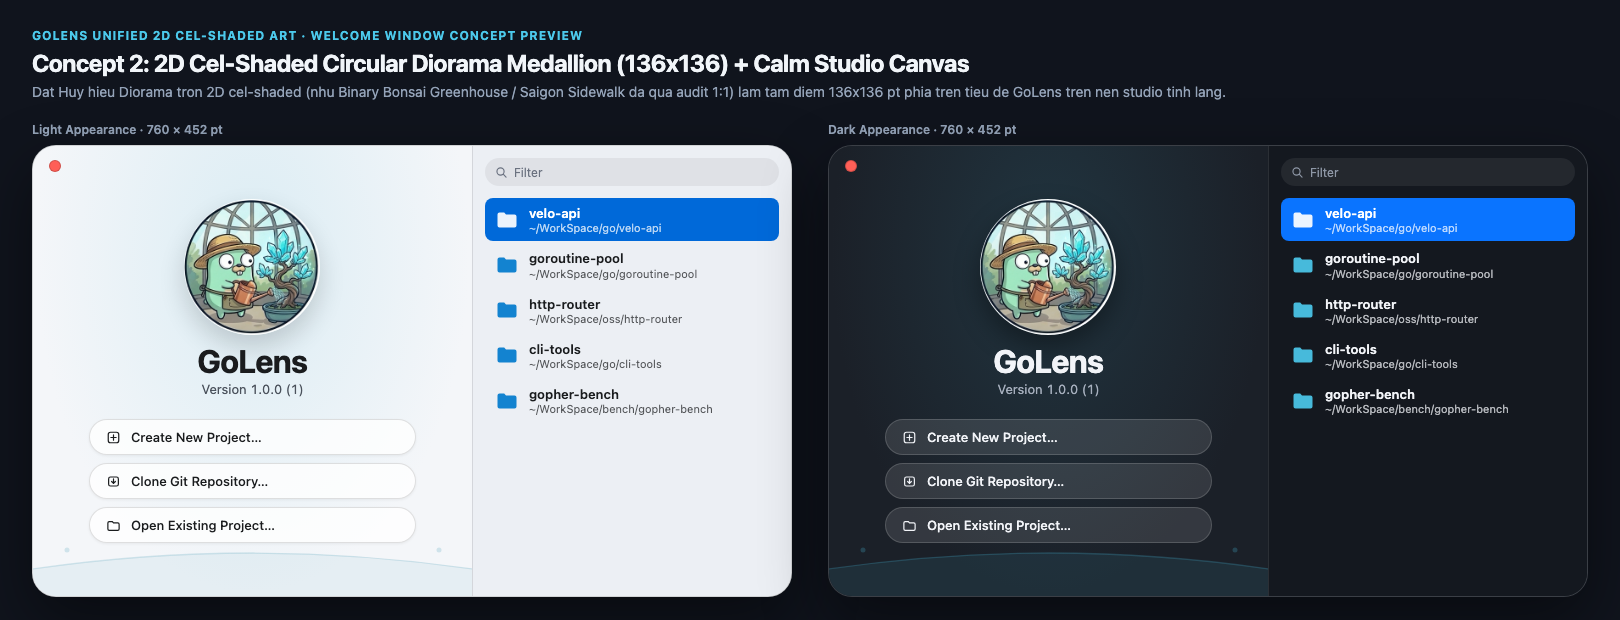 GOLENS UNIFIED 2D CEL-SHADED ART · WELCOME WINDOW CONCEPT PREVIEW
Concept 2: 2D Cel-Shaded Circular Diorama Medallion (136x136) + Calm Studio Canvas
Dat Huy hieu Diorama tron 2D cel-shaded (nhu Binary Bonsai Greenhouse / Saigon Sidewalk da qua audit 1:1) lam tam diem 136x136 pt phia tren tieu de GoLens tren nen studio tinh lang.
Light Appearance · 760 × 452 pt
GoLens
Version 1.0.0 (1)
Create New Project...
Clone Git Repository...
Open Existing Project...
Filter
velo-api
~/WorkSpace/go/velo-api
goroutine-pool
~/WorkSpace/go/goroutine-pool
http-router
~/WorkSpace/oss/http-router
cli-tools
~/WorkSpace/go/cli-tools
gopher-bench
~/WorkSpace/bench/gopher-bench
Dark Appearance · 760 × 452 pt
GoLens
Version 1.0.0 (1)
Create New Project...
Clone Git Repository...
Open Existing Project...
Filter
velo-api
~/WorkSpace/go/velo-api
goroutine-pool
~/WorkSpace/go/goroutine-pool
http-router
~/WorkSpace/oss/http-router
cli-tools
~/WorkSpace/go/cli-tools
gopher-bench
~/WorkSpace/bench/gopher-bench